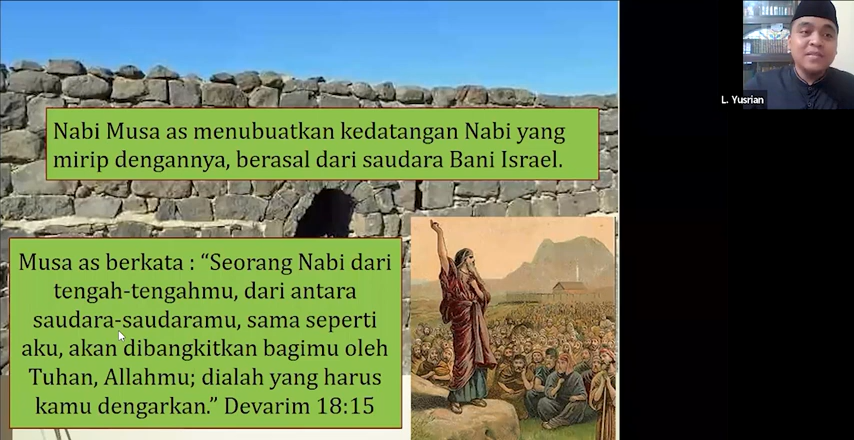 Nabi Musa as menubuatkan kedatangan Nabi yang
mirip dengannya, berasal dari saudara Bani Israel.
Musa as berkata : “Seorang Nabi dari
tengah-tengahmu, dari antara
saudara-saudaramu, sama seperti
aku, akan dibangkitkan bagimu oleh
Tuhan, Allahmu; dialah yang harus
kamu dengarkan.” Devarim 18:15
L. Yusrian